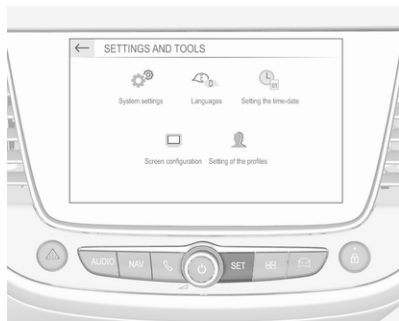 SETTINGS AND TOOLS
System settings
Languages
Setting the time-date
Screen configuration
Setting of the profiles
AUDIO
NAV
SET